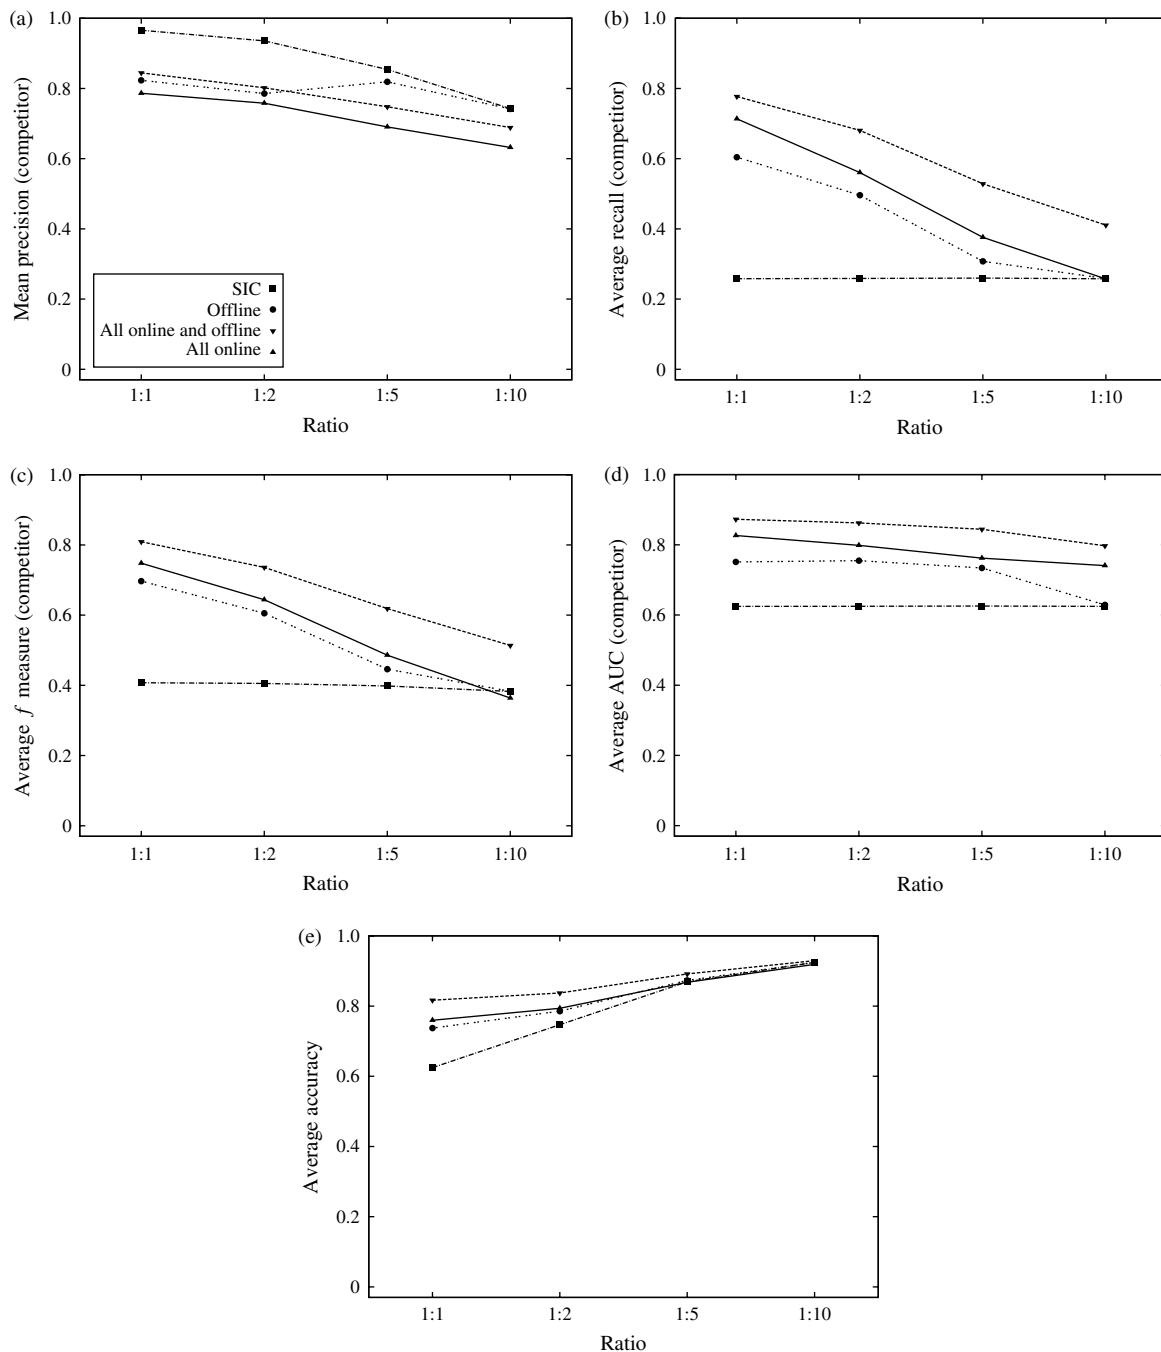 (a)
1.0
0.8
0.6
0.4
0.2
0
Mean precision (competitor)
SIC
Offline
All online and offline
All online
1:1 1:2 1:5 1:10
Ratio
(b)
1.0
0.8
0.6
0.4
0.2
0
Average recall (competitor)
1:1 1:2 1:5 1:10
Ratio
(c)
1.0
0.8
0.6
0.4
0.2
0
Average f measure (competitor)
1:1 1:2 1:5 1:10
Ratio
(d)
1.0
0.8
0.6
0.4
0.2
0
Average AUC (competitor)
1:1 1:2 1:5 1:10
Ratio
(e)
1.0
0.8
0.6
0.4
0.2
0
Average accuracy
1:1 1:2 1:5 1:10
Ratio